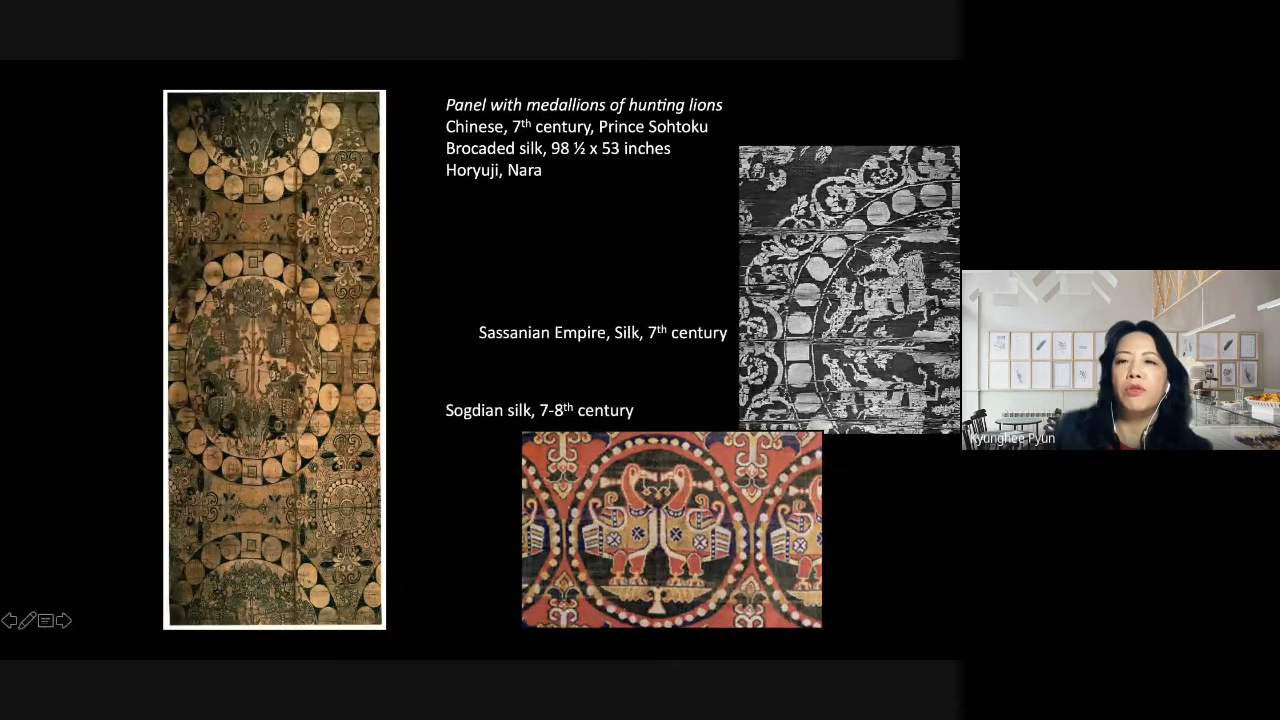 Panel with medallions of hunting lions
Chinese, 7th century, Prince Sohtoku
Brocaded silk, 98 ½ x 53 inches
Horyuji, Nara
Sassanian Empire, Silk, 7th century
Sogdian silk, 7-8th century
Kyunghee Pyun